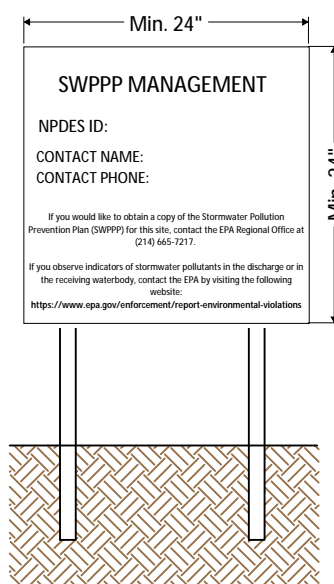 Min. 24"
SWPPP MANAGEMENT
NPDES ID:
CONTACT NAME:
CONTACT PHONE:
Min. 24"
If you would like to obtain a copy of the Stormwater Pollution
Prevention Plan (SWPPP) for this site, contact the EPA Regional Office at
(214) 665-7217.
If you observe indicators of stormwater pollutants in the discharge or in
the receiving waterbody, contact the EPA by visiting the following
website:
https://www.epa.gov/enforcement/report-environmental-violations